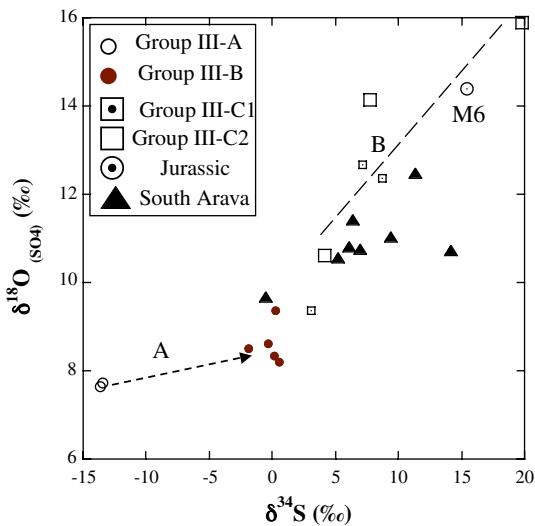 16
14
12
10
8
6
δ¹⁸O (SO4) (‰)
Group III-A
Group III-B
Group III-C1
Group III-C2
Jurassic
South Arava
M6
B
A
-15 -10 -5 0 5 10 15 20
δ³⁴S (‰)